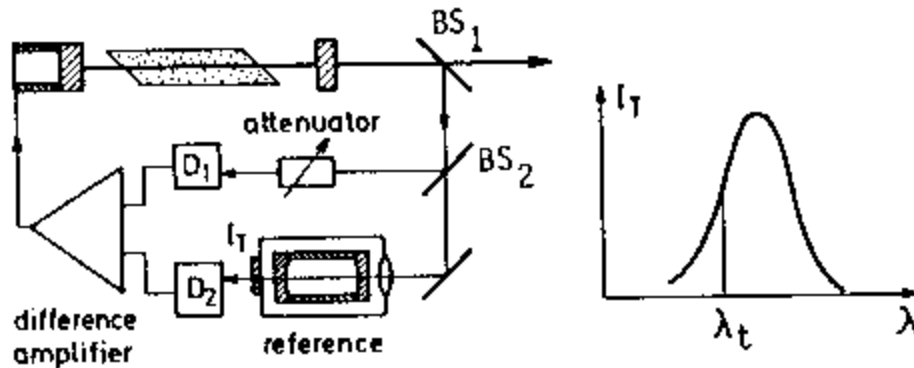 BS1
attenuator
D1
BS2
IT
D2
difference
amplifier
reference
IT
λt
λ